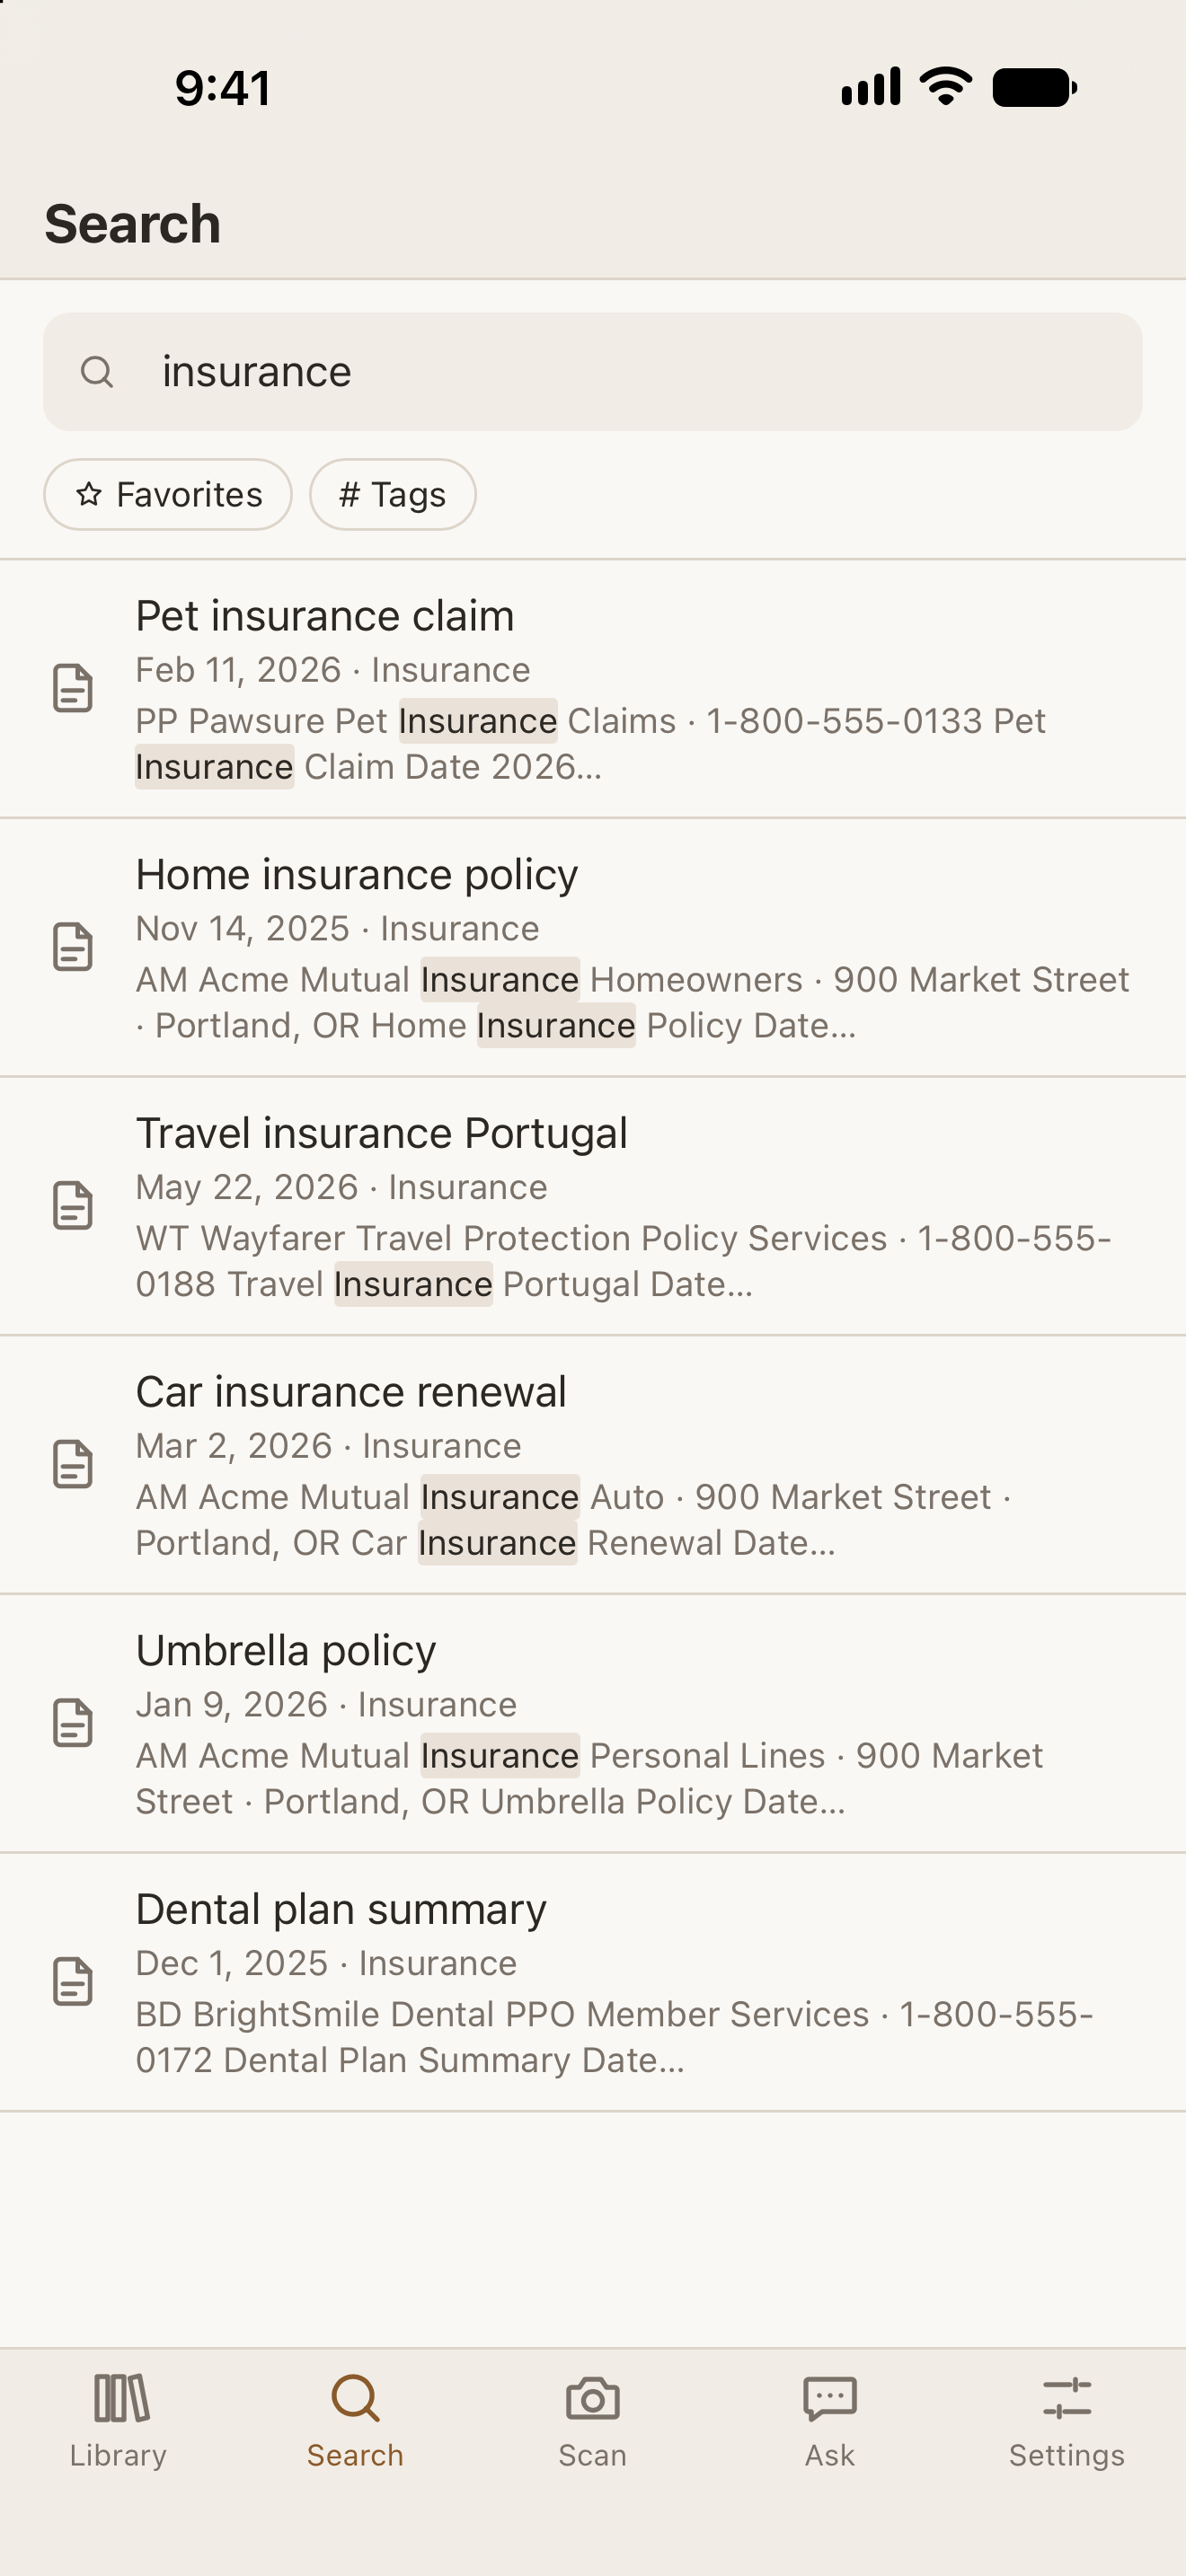 9:41
Search
insurance
Favorites
# Tags
Pet insurance claim
Feb 11, 2026 · Insurance
PP Pawsure Pet Insurance Claims · 1-800-555-0133 Pet
Insurance Claim Date 2026...
Home insurance policy
Nov 14, 2025 · Insurance
AM Acme Mutual Insurance Homeowners · 900 Market Street
· Portland, OR Home Insurance Policy Date...
Travel insurance Portugal
May 22, 2026 · Insurance
WT Wayfarer Travel Protection Policy Services · 1-800-555-
0188 Travel Insurance Portugal Date...
Car insurance renewal
Mar 2, 2026 · Insurance
AM Acme Mutual Insurance Auto · 900 Market Street ·
Portland, OR Car Insurance Renewal Date...
Umbrella policy
Jan 9, 2026 · Insurance
AM Acme Mutual Insurance Personal Lines · 900 Market
Street · Portland, OR Umbrella Policy Date...
Dental plan summary
Dec 1, 2025 · Insurance
BD BrightSmile Dental PPO Member Services · 1-800-555-
0172 Dental Plan Summary Date...
Library
Search
Scan
Ask
Settings